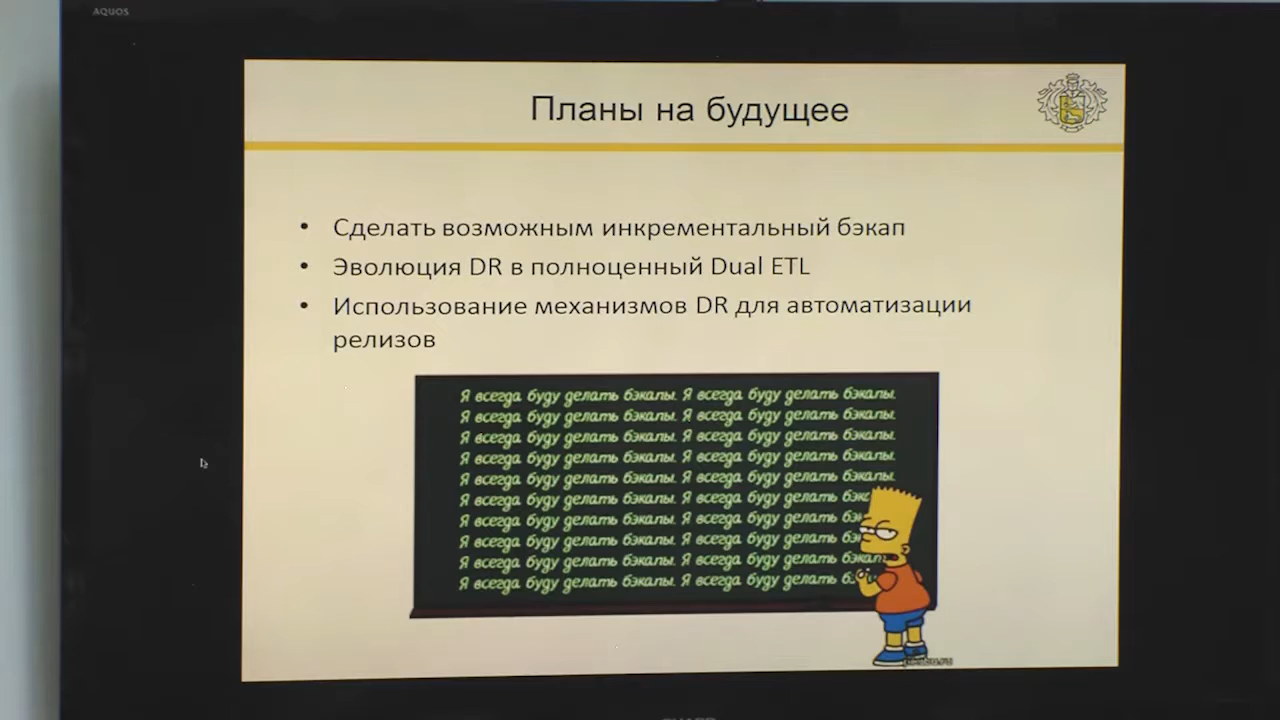 AQUOS
Планы на будущее
• Сделать возможным инкрементальный бэкап
• Эволюция DR в полноценный Dual ETL
• Использование механизмов DR для автоматизации
релизов
Я всегда буду делать бэкапы. Я всегда буду делать бэкапы.
Я всегда буду делать бэкапы. Я всегда буду делать бэкапы.
Я всегда буду делать бэкапы. Я всегда буду делать бэкапы.
Я всегда буду делать бэкапы. Я всегда буду делать бэкапы.
Я всегда буду делать бэкапы. Я всегда буду делать бэкапы.
Я всегда буду делать бэкапы. Я всегда буду делать
Я всегда буду делать бэкапы. Я всегда буду делать
Я всегда буду делать бэкапы. Я всегда буду делать
Я всегда буду делать бэкапы. Я всегда буду делать
Я всегда буду делать бэкапы. Я всегда буду делать